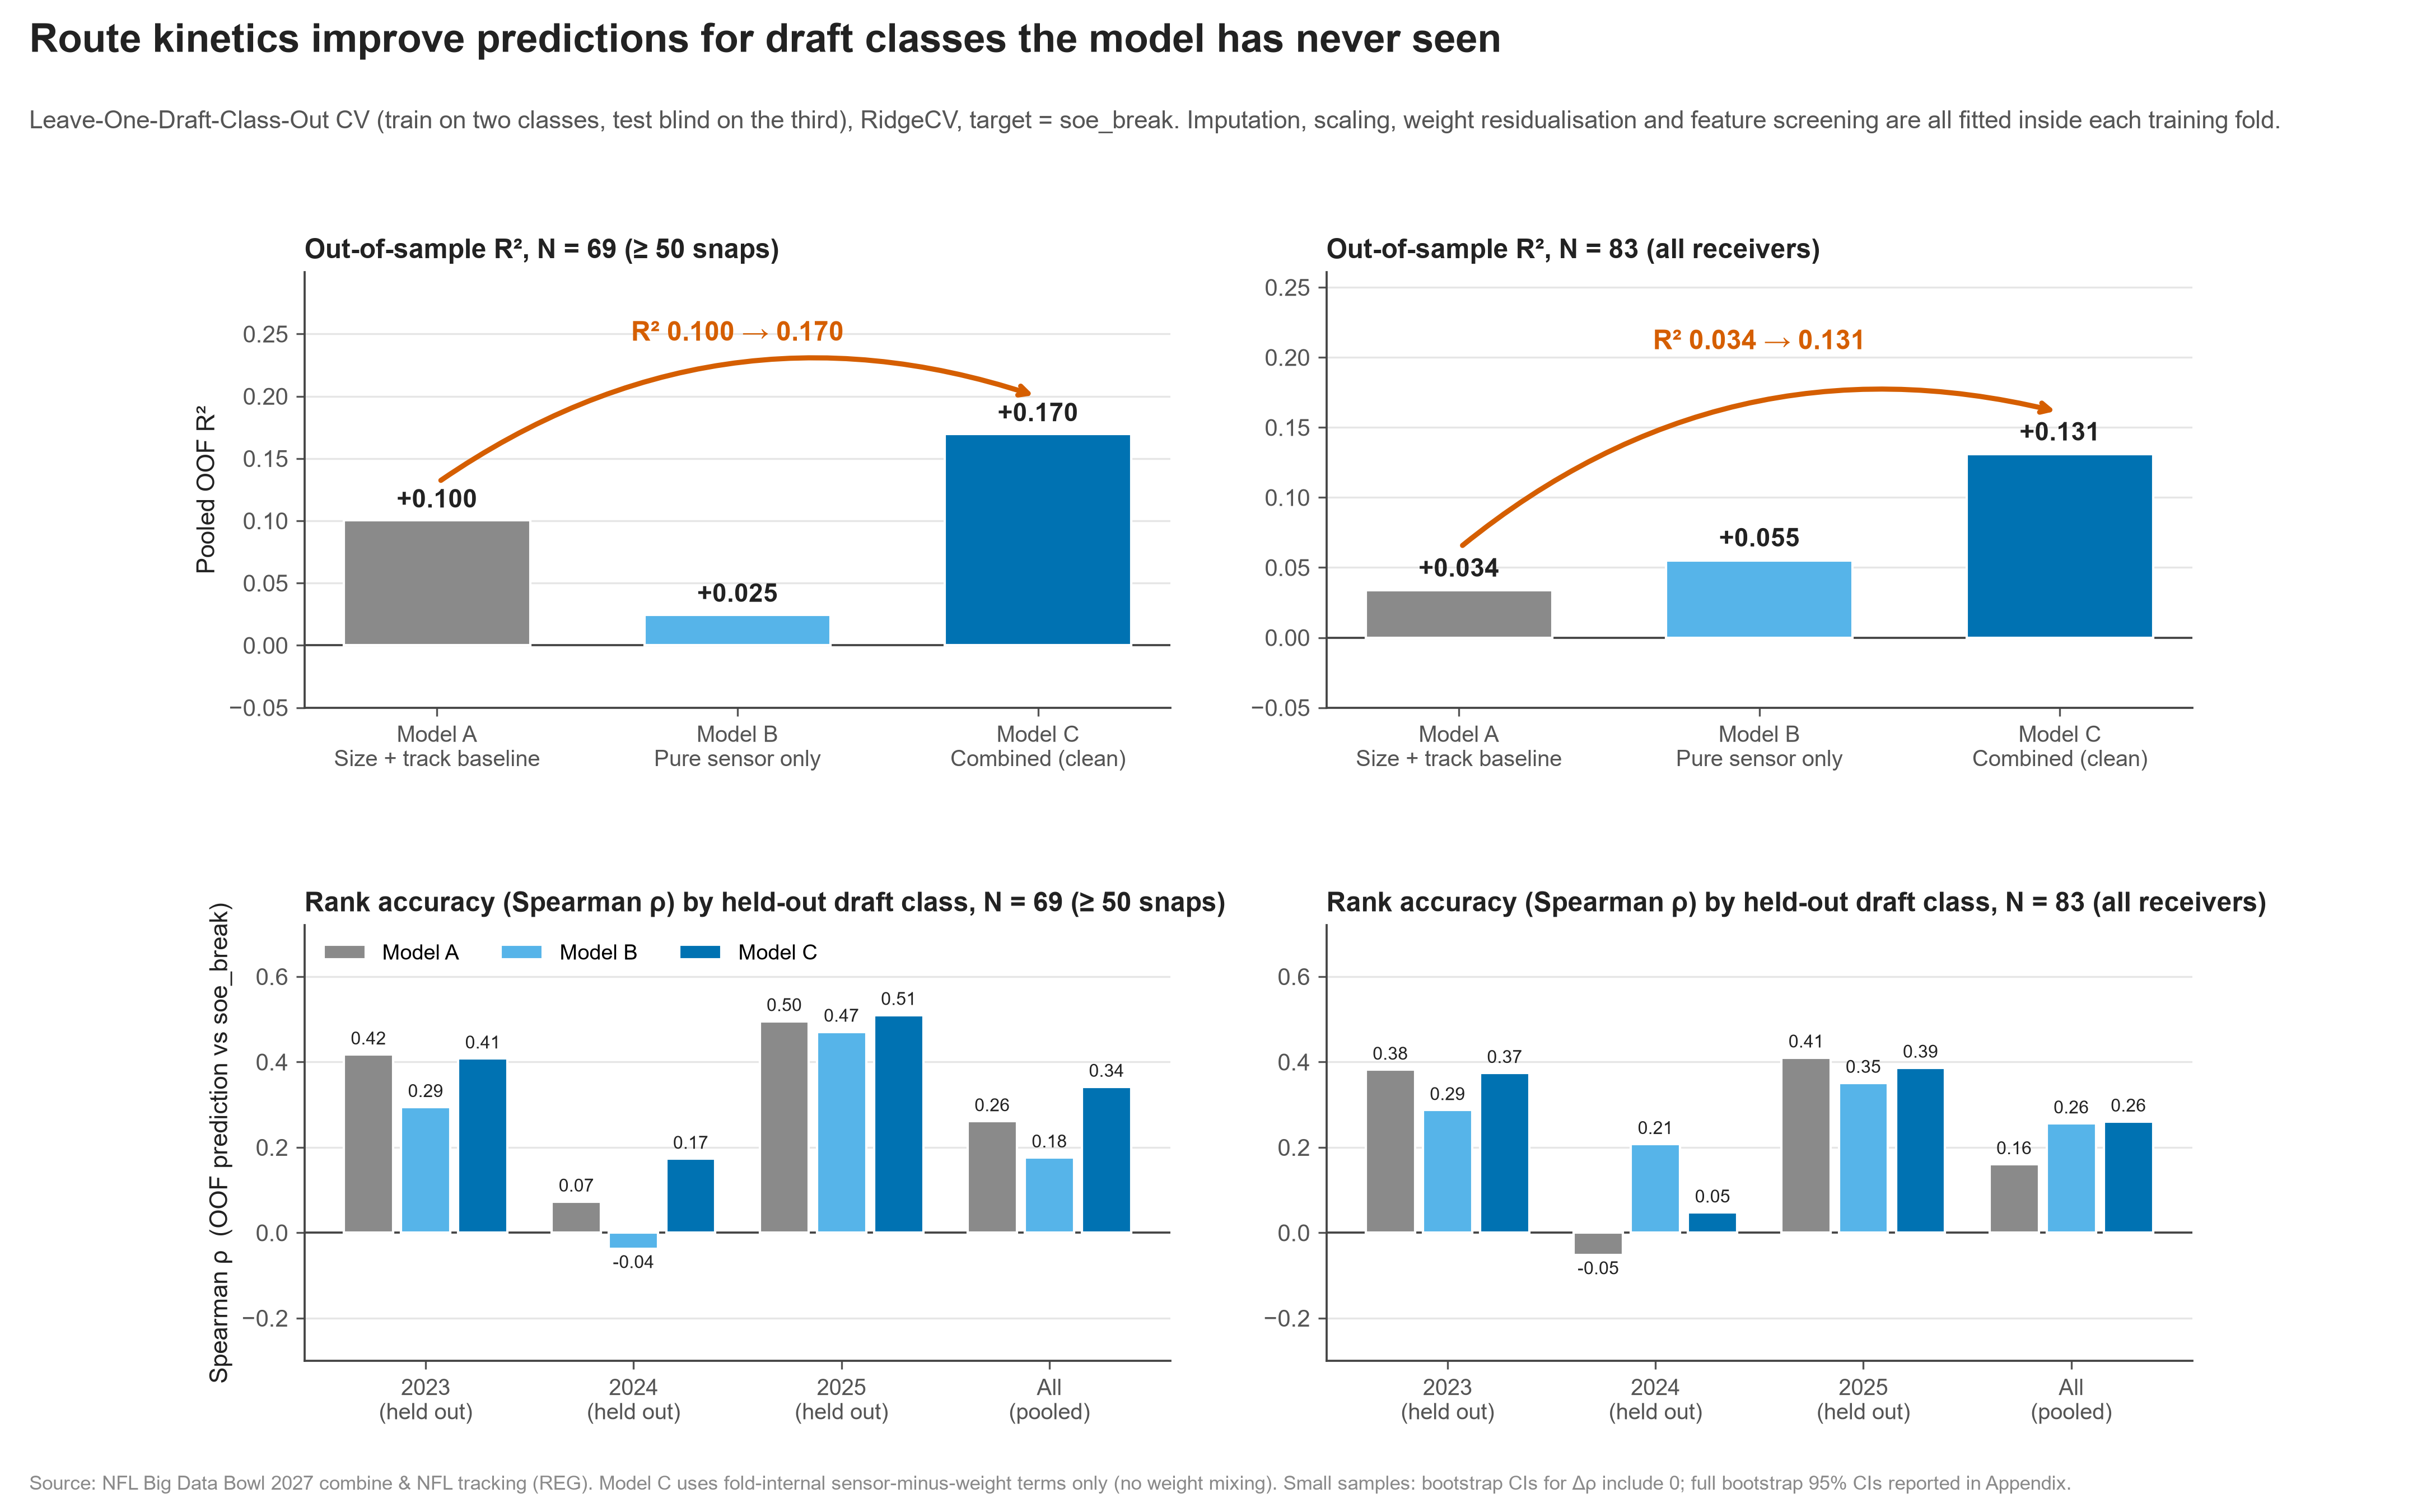 Route kinetics improve predictions for draft classes the model has never seen
Leave-One-Draft-Class-Out CV (train on two classes, test blind on the third), RidgeCV, target = soe_break. Imputation, scaling, weight residualisation and feature screening are all fitted inside each training fold.
Out-of-sample R², N = 69 (≥ 50 snaps)
Pooled OOF R²
0.25
0.20
0.15
0.10
0.05
0.00
−0.05
R² 0.100 → 0.170
+0.100
+0.025
+0.170
Model A
Size + track baseline
Model B
Pure sensor only
Model C
Combined (clean)
Out-of-sample R², N = 83 (all receivers)
0.25
0.20
0.15
0.10
0.05
0.00
−0.05
R² 0.034 → 0.131
+0.034
+0.055
+0.131
Model A
Size + track baseline
Model B
Pure sensor only
Model C
Combined (clean)
Rank accuracy (Spearman ρ) by held-out draft class, N = 69 (≥ 50 snaps)
Spearman ρ (OOF prediction vs soe_break)
Model A
Model B
Model C
0.6
0.4
0.2
0.0
−0.2
0.42
0.29
0.41
0.07
-0.04
0.17
0.50
0.47
0.51
0.26
0.18
0.34
2023
(held out)
2024
(held out)
2025
(held out)
All
(pooled)
Rank accuracy (Spearman ρ) by held-out draft class, N = 83 (all receivers)
0.6
0.4
0.2
0.0
−0.2
0.38
0.29
0.37
-0.05
0.21
0.05
0.41
0.35
0.39
0.16
0.26
0.26
2023
(held out)
2024
(held out)
2025
(held out)
All
(pooled)
Source: NFL Big Data Bowl 2027 combine & NFL tracking (REG). Model C uses fold-internal sensor-minus-weight terms only (no weight mixing). Small samples: bootstrap CIs for Δρ include 0; full bootstrap 95% CIs reported in Appendix.